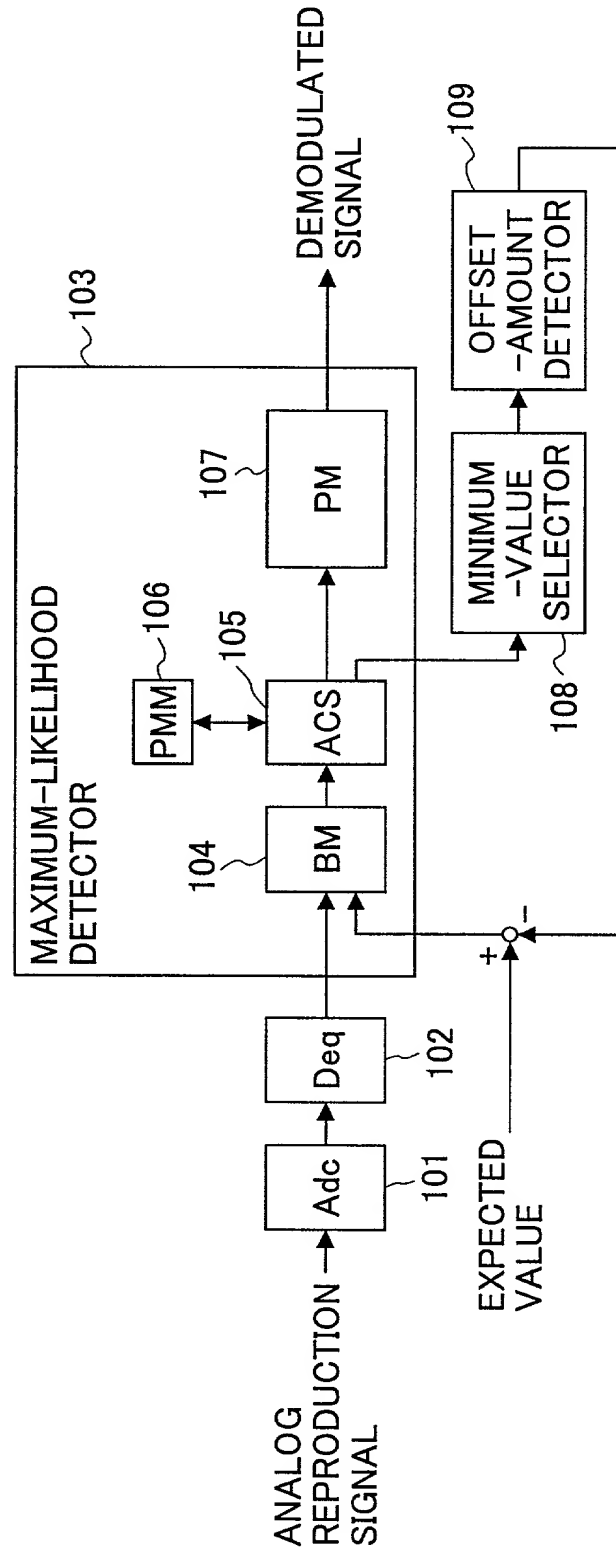 ANALOG
REPRODUCTION
SIGNAL
Adc
101
Deq
102
MAXIMUM-LIKELIHOOD
DETECTOR
103
BM
104
ACS
105
PMM
106
PM
107
DEMODULATED
SIGNAL
EXPECTED
VALUE
+
-
MINIMUM
-VALUE
SELECTOR
108
OFFSET
-AMOUNT
DETECTOR
109